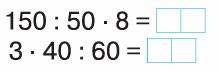 150 : 50 · 8 =
3 · 40 : 60 =